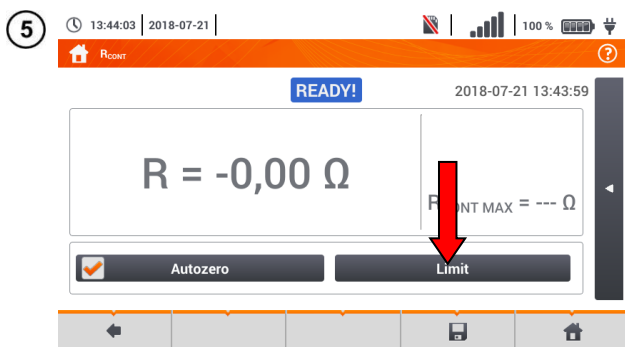 5
13:44:03 2018-07-21 100 %
RCONT ?
READY! 2018-07-21 13:43:59
R = -0,00 Ω
NT MAX = --- Ω
Autozero Limit